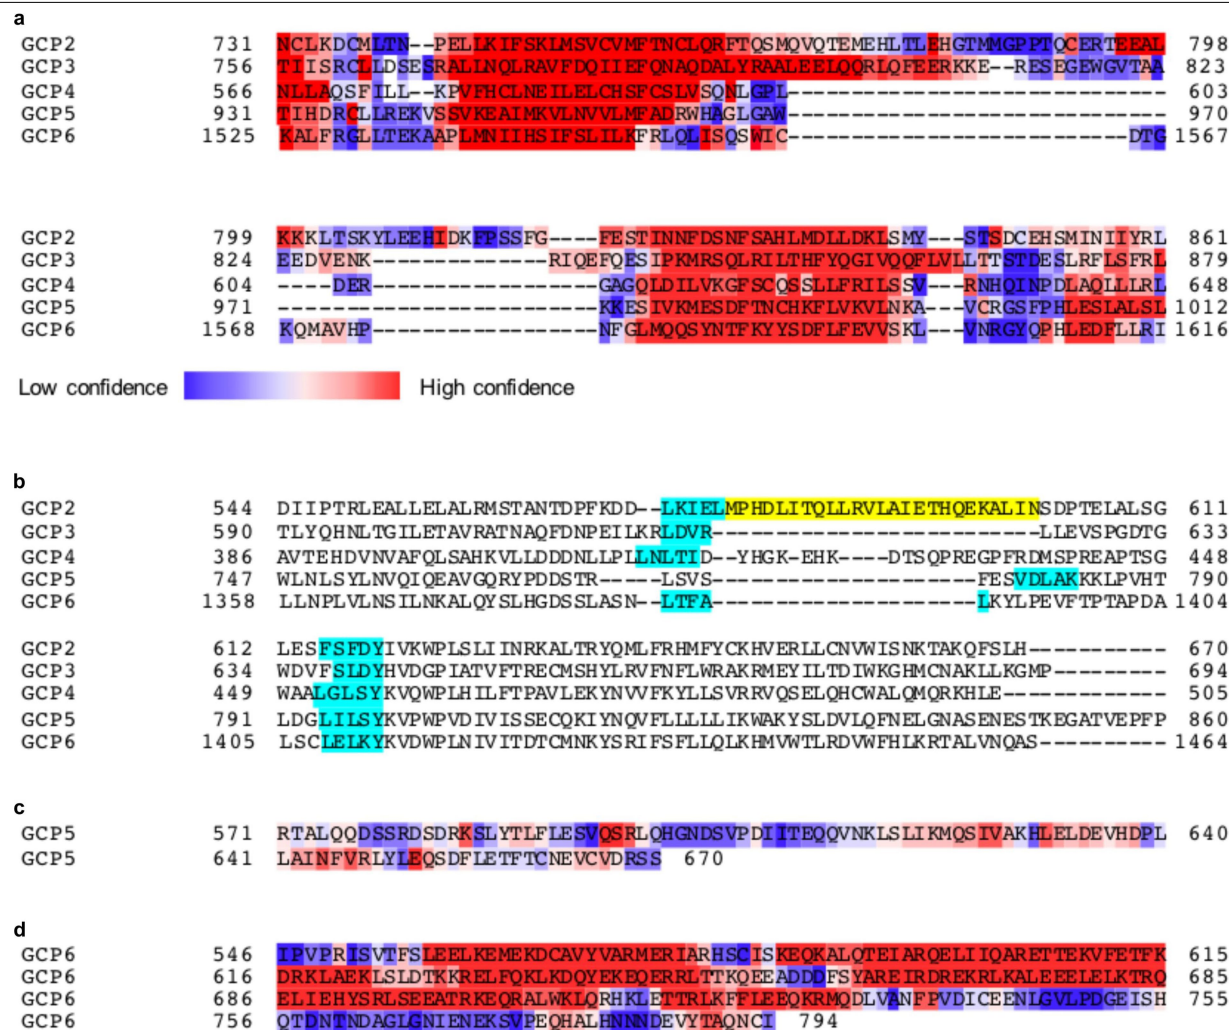 a
GCP2 731 NCLKDCMLTN--PELLKIFSKLMSVCVMFTNCLQRFTQSMQVQTEMEHLTLEHGTMMGPPTQCERTEEAL 798
GCP3 756 TIISRCLLDSESRALLNQLRAVFDQIIEFQNAQDALYRAALEELQQRLQFEERKKE--RESEGEWGVTAA 823
GCP4 566 NLLAQSFILL--KPVFHCLNEILELCHSFCSLVSQNLGPL------------------------------ 603
GCP5 931 TIHDRCLLREKVSSVKEAIMKVLNVVLMFADRWHAGLGAW------------------------------ 970
GCP6 1525 KALFRGLLTEKAAPLMNIIHSIFSLILKFRLQLISQSWIC---------------------------DTG 1567
GCP2 799 KKKLTSKYLEEHIDKFPSSFG----FESTINNFDSNFSAHLMDLLDKLSMY---STSDCEHSMINIIYRL 861
GCP3 824 EEDVENK--------------RIQEFQESIPKMRSQLRILTHFYQGIVQQFLVLLTTSTDESLRFLSFRL 879
GCP4 604 ----DER------------------GAGQLDILVKGFSCQSSLLFRILSSV---RNHQINPDLAQLLLRL 648
GCP5 971 -------------------------KKESIVKMESDFTNCHKFLVKVLNKA---VCRGSFPHLESLALSL 1012
GCP6 1568 KQMAVHP------------------NFGLMQQSYNTFKYYSDFLFEVVSKL---VNRGYQPHLEDFLLRI 1616
Low confidence High confidence
b
GCP2 544 DIIPTRLEALLELALRMSTANTDPFKDD--LKIELMPHDLITQLLRVLAIETHQEKALINSDPTELALSG 611
GCP3 590 TLYQHNLTGILETAVRATNAQFDNPEILKRLDVR--------------------------LLEVSPGDTG 633
GCP4 386 AVTEHDVNVAFQLSAHKVLLDDDNLLPLLNLTID--YHGK-EHK----DTSQPREGPFRDMSPREAPTSG 448
GCP5 747 WLNLSYLNVQIQEAVGQRYPDDSTR-----LSVS---------------------FESVDLAKKKLPVHT 790
GCP6 1358 LLNPLVLNSILNKALQYSLHGDSSLASN--LTFA---------------------LKYLPEVFTPTAPDA 1404
GCP2 612 LESFSFDYIVKWPLSLIINRKALTRYQMLFRHMFYCKHVERLLCNVWISNKTAKQFSLH----------- 670
GCP3 634 WDVFSLDYHVDGPIATVFTRECMSHYLRVFNFLWRAKRMEYILTDIWKGHMCNAKLLKGMP--------- 694
GCP4 449 WAALGLSYKVQWPLHILFTPAVLEKYNVVFKYLLSVRRVQSELQHCWALQMQRKHLE------------- 505
GCP5 791 LDGLILSYKVPWPVDIVISSECQKIYNQVFLLLLLIKWAKYSLDVLQFNELGNASENESTKEGATVEPFP 860
GCP6 1405 LSCLELKYKVDWPLNIVITDTCMNKYSRIFSFLLQLKHMVWTLRDVWFHLKRTALVNQAS---------- 1464
c
GCP5 571 RTALQQDSSRDSDRKSLYTLFLESVQSRLQHGNDSVPDIITEQQVNKLSLIKMQSIVAKHLELDEVHDPL 640
GCP5 641 LAINFVRLYLEQSDFLETFTCNEVCVDRSS 670
d
GCP6 546 IPVPRISVTFSLEELKEMEKDCAVYVARMERIARHSCISKEQKALQTEIARQELIIQARETTEKVFETFK 615
GCP6 616 DRKLAEKLSLDTKKRELFQKLKDQYEKEQERRLTTKQEEADDDFSYAREIRDREKRLKALEEELELKTRQ 685
GCP6 686 ELIEHYSRLSEEATRKEQRALWKLQRHKLETTRLKFFLEEQKRMQDLVANFPVDICEENLGVLPDGEISH 755
GCP6 756 QTDNTNDAGLGNIENEKSVPEQHALHNNNDEVYTAQNCI 794